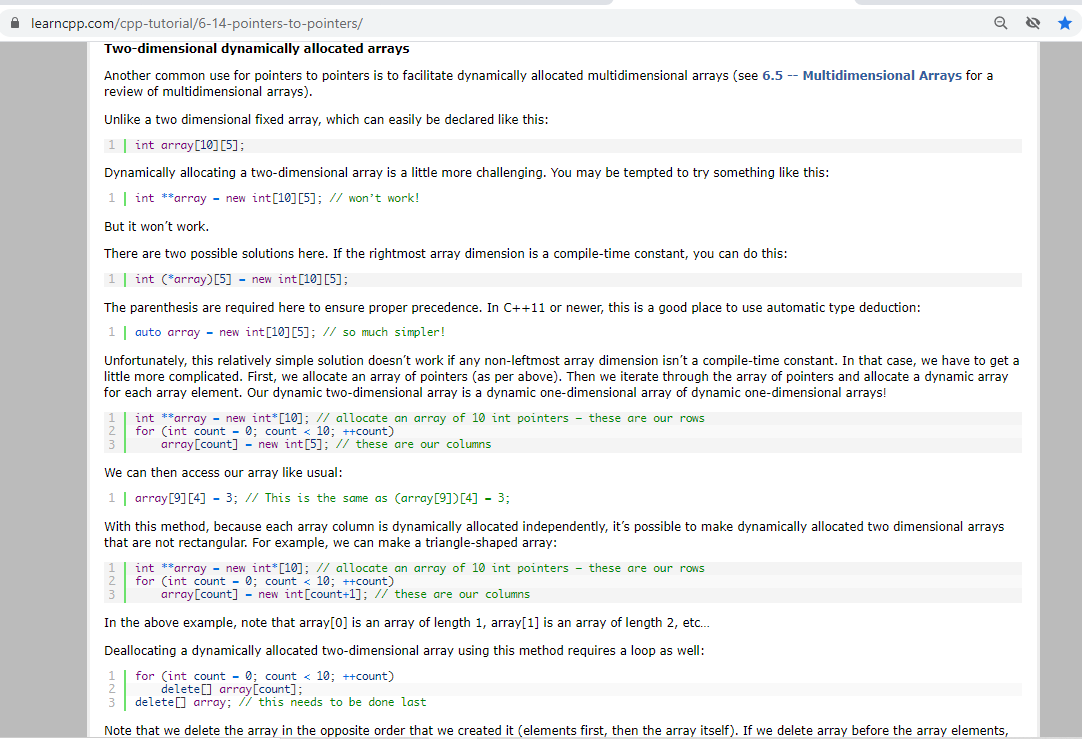 learncpp.com/cpp-tutorial/6-14-pointers-to-pointers/
Two-dimensional dynamically allocated arrays
Another common use for pointers to pointers is to facilitate dynamically allocated multidimensional arrays (see 6.5 -- Multidimensional Arrays for a
review of multidimensional arrays).
Unlike a two dimensional fixed array, which can easily be declared like this:
1 int array[10][5];
Dynamically allocating a two-dimensional array is a little more challenging. You may be tempted to try something like this:
1 int **array = new int[10][5]; // won't work!
But it won't work.
There are two possible solutions here. If the rightmost array dimension is a compile-time constant, you can do this:
1 int (*array)[5] = new int[10][5];
The parenthesis are required here to ensure proper precedence. In C++11 or newer, this is a good place to use automatic type deduction:
1 auto array = new int[10][5]; // so much simpler!
Unfortunately, this relatively simple solution doesn't work if any non-leftmost array dimension isn't a compile-time constant. In that case, we have to get a
little more complicated. First, we allocate an array of pointers (as per above). Then we iterate through the array of pointers and allocate a dynamic array
for each array element. Our dynamic two-dimensional array is a dynamic one-dimensional array of dynamic one-dimensional arrays!
1 int **array = new int*[10]; // allocate an array of 10 int pointers — these are our rows
2 for (int count = 0; count < 10; ++count)
3 array[count] = new int[5]; // these are our columns
We can then access our array like usual:
1 array[9][4] = 3; // This is the same as (array[9])[4] = 3;
With this method, because each array column is dynamically allocated independently, it's possible to make dynamically allocated two dimensional arrays
that are not rectangular. For example, we can make a triangle-shaped array:
1 int **array = new int*[10]; // allocate an array of 10 int pointers — these are our rows
2 for (int count = 0; count < 10; ++count)
3 array[count] = new int[count+1]; // these are our columns
In the above example, note that array[0] is an array of length 1, array[1] is an array of length 2, etc…
Deallocating a dynamically allocated two-dimensional array using this method requires a loop as well:
1 for (int count = 0; count < 10; ++count)
2 delete[] array[count];
3 delete[] array; // this needs to be done last
Note that we delete the array in the opposite order that we created it (elements first, then the array itself). If we delete array before the array elements,